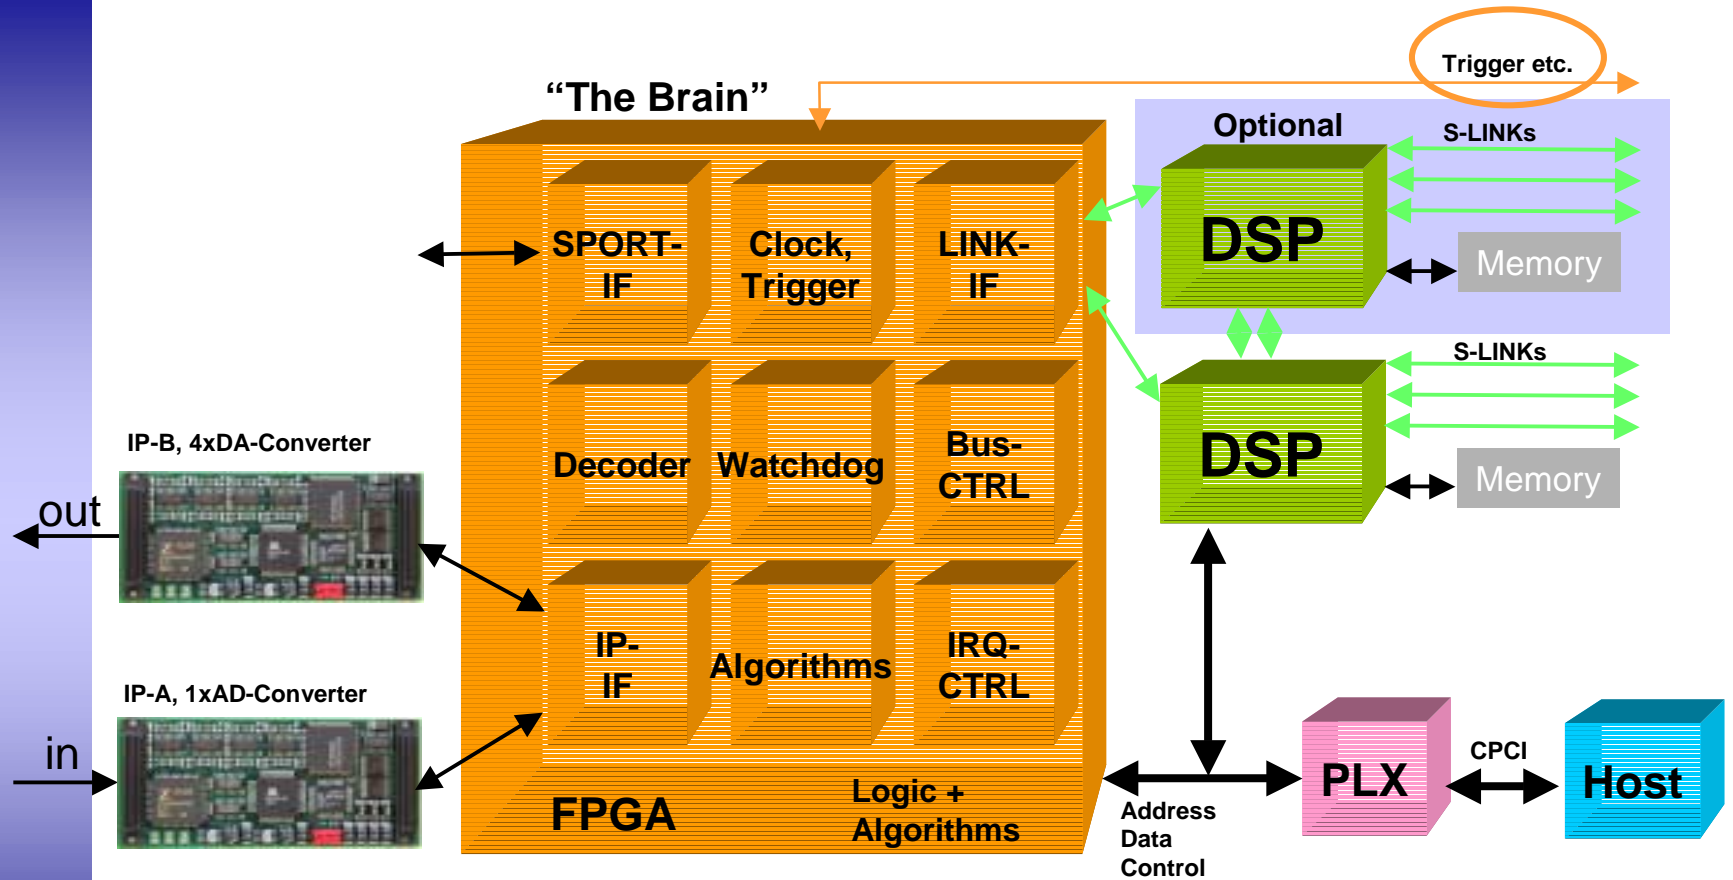 Trigger etc.
“The Brain”
Optional
S-LINKs
SPORT-
IF
Clock,
Trigger
LINK-
IF
DSP
Memory
S-LINKs
IP-B, 4xDA-Converter
Decoder
Watchdog
Bus-
CTRL
DSP
Memory
out
IP-
IF
Algorithms
IRQ-
CTRL
IP-A, 1xAD-Converter
in
FPGA
Logic +
Algorithms
Address
Data
Control
PLX
CPCI
Host